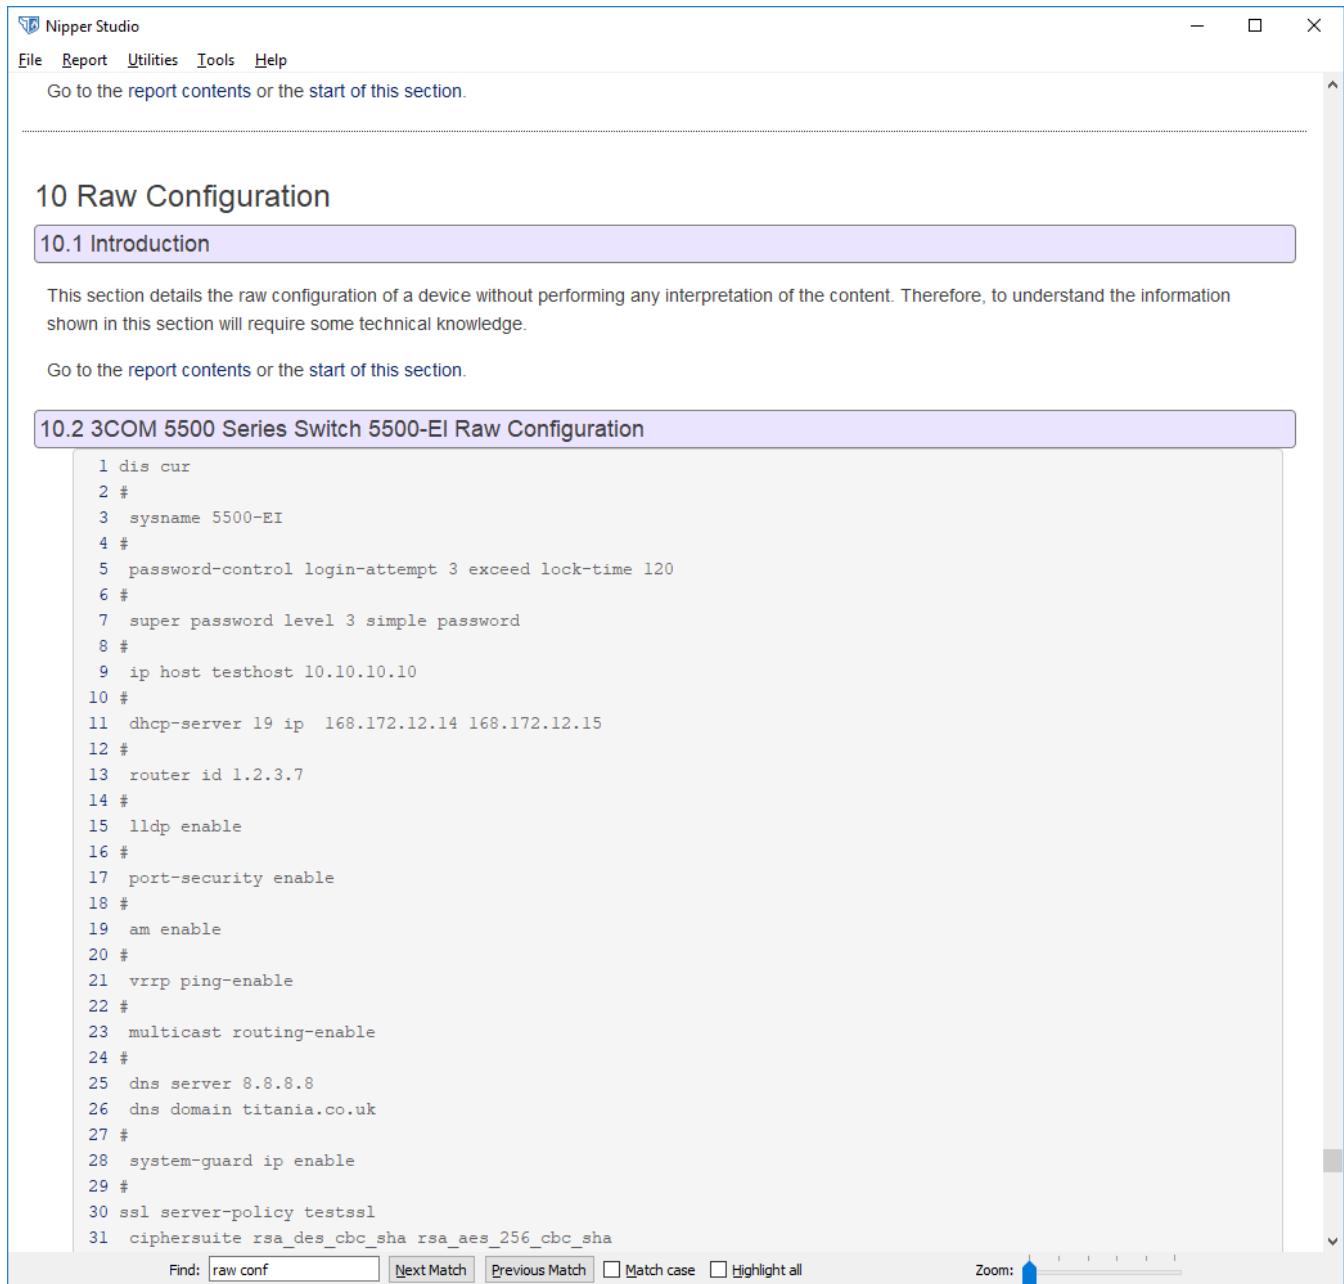 Nipper Studio
File Report Utilities Tools Help
Go to the report contents or the start of this section.
10 Raw Configuration
10.1 Introduction
This section details the raw configuration of a device without performing any interpretation of the content. Therefore, to understand the information
shown in this section will require some technical knowledge.
Go to the report contents or the start of this section.
10.2 3COM 5500 Series Switch 5500-EI Raw Configuration
1 dis cur
2 #
3 sysname 5500-EI
4 #
5 password-control login-attempt 3 exceed lock-time 120
6 #
7 super password level 3 simple password
8 #
9 ip host testhost 10.10.10.10
10 #
11 dhcp-server 19 ip  168.172.12.14 168.172.12.15
12 #
13 router id 1.2.3.7
14 #
15 lldp enable
16 #
17 port-security enable
18 #
19 am enable
20 #
21 vrrp ping-enable
22 #
23 multicast routing-enable
24 #
25 dns server 8.8.8.8
26 dns domain titania.co.uk
27 #
28 system-guard ip enable
29 #
30 ssl server-policy testssl
31 ciphersuite rsa_des_cbc_sha rsa_aes_256_cbc_sha
Find: raw conf Next Match Previous Match Match case Highlight all Zoom: